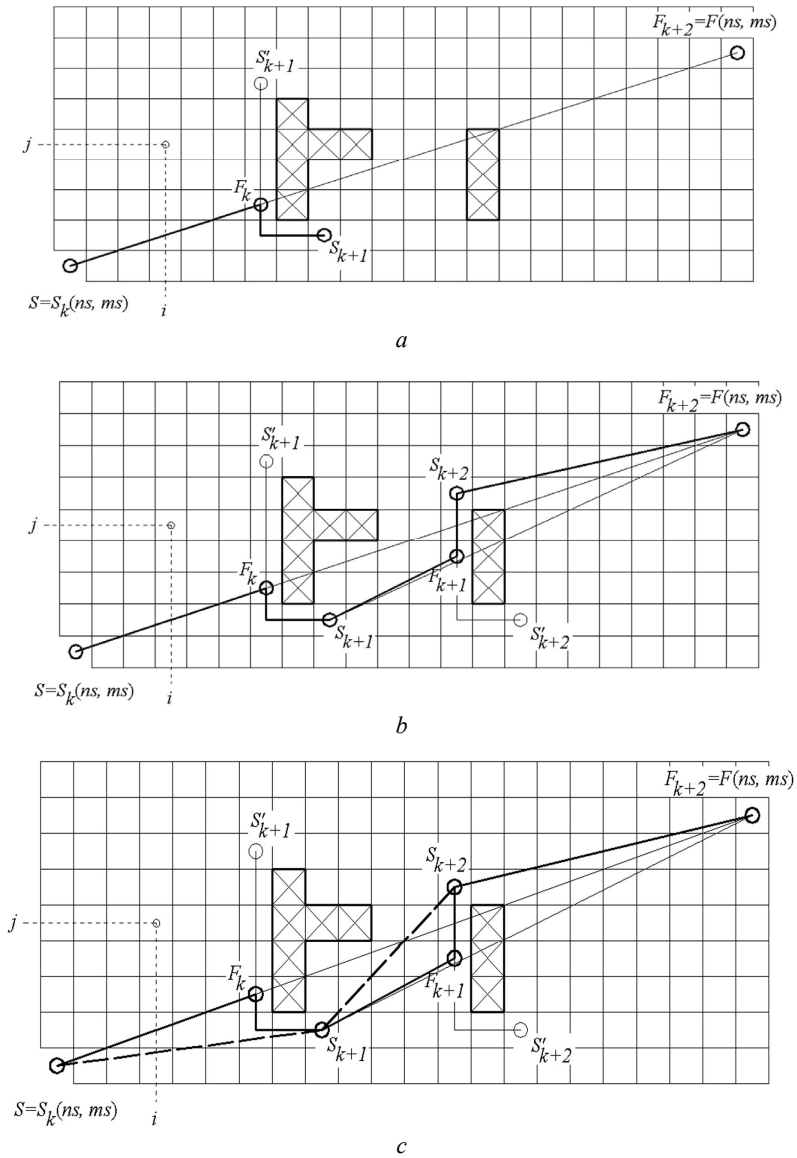 F_{k+2}=F(ns, ms)
S'_{k+1}
j
F_k
S_{k+1}
S=S_k(ns, ms)
i
a
F_{k+2}=F(ns, ms)
S'_{k+1}
S_{k+2}
j
F_k
F_{k+1}
S_{k+1}
S'_{k+2}
S=S_k(ns, ms)
i
b
F_{k+2}=F(ns, ms)
S'_{k+1}
S_{k+2}
j
F_k
F_{k+1}
S_{k+1}
S'_{k+2}
S=S_k(ns, ms)
i
c